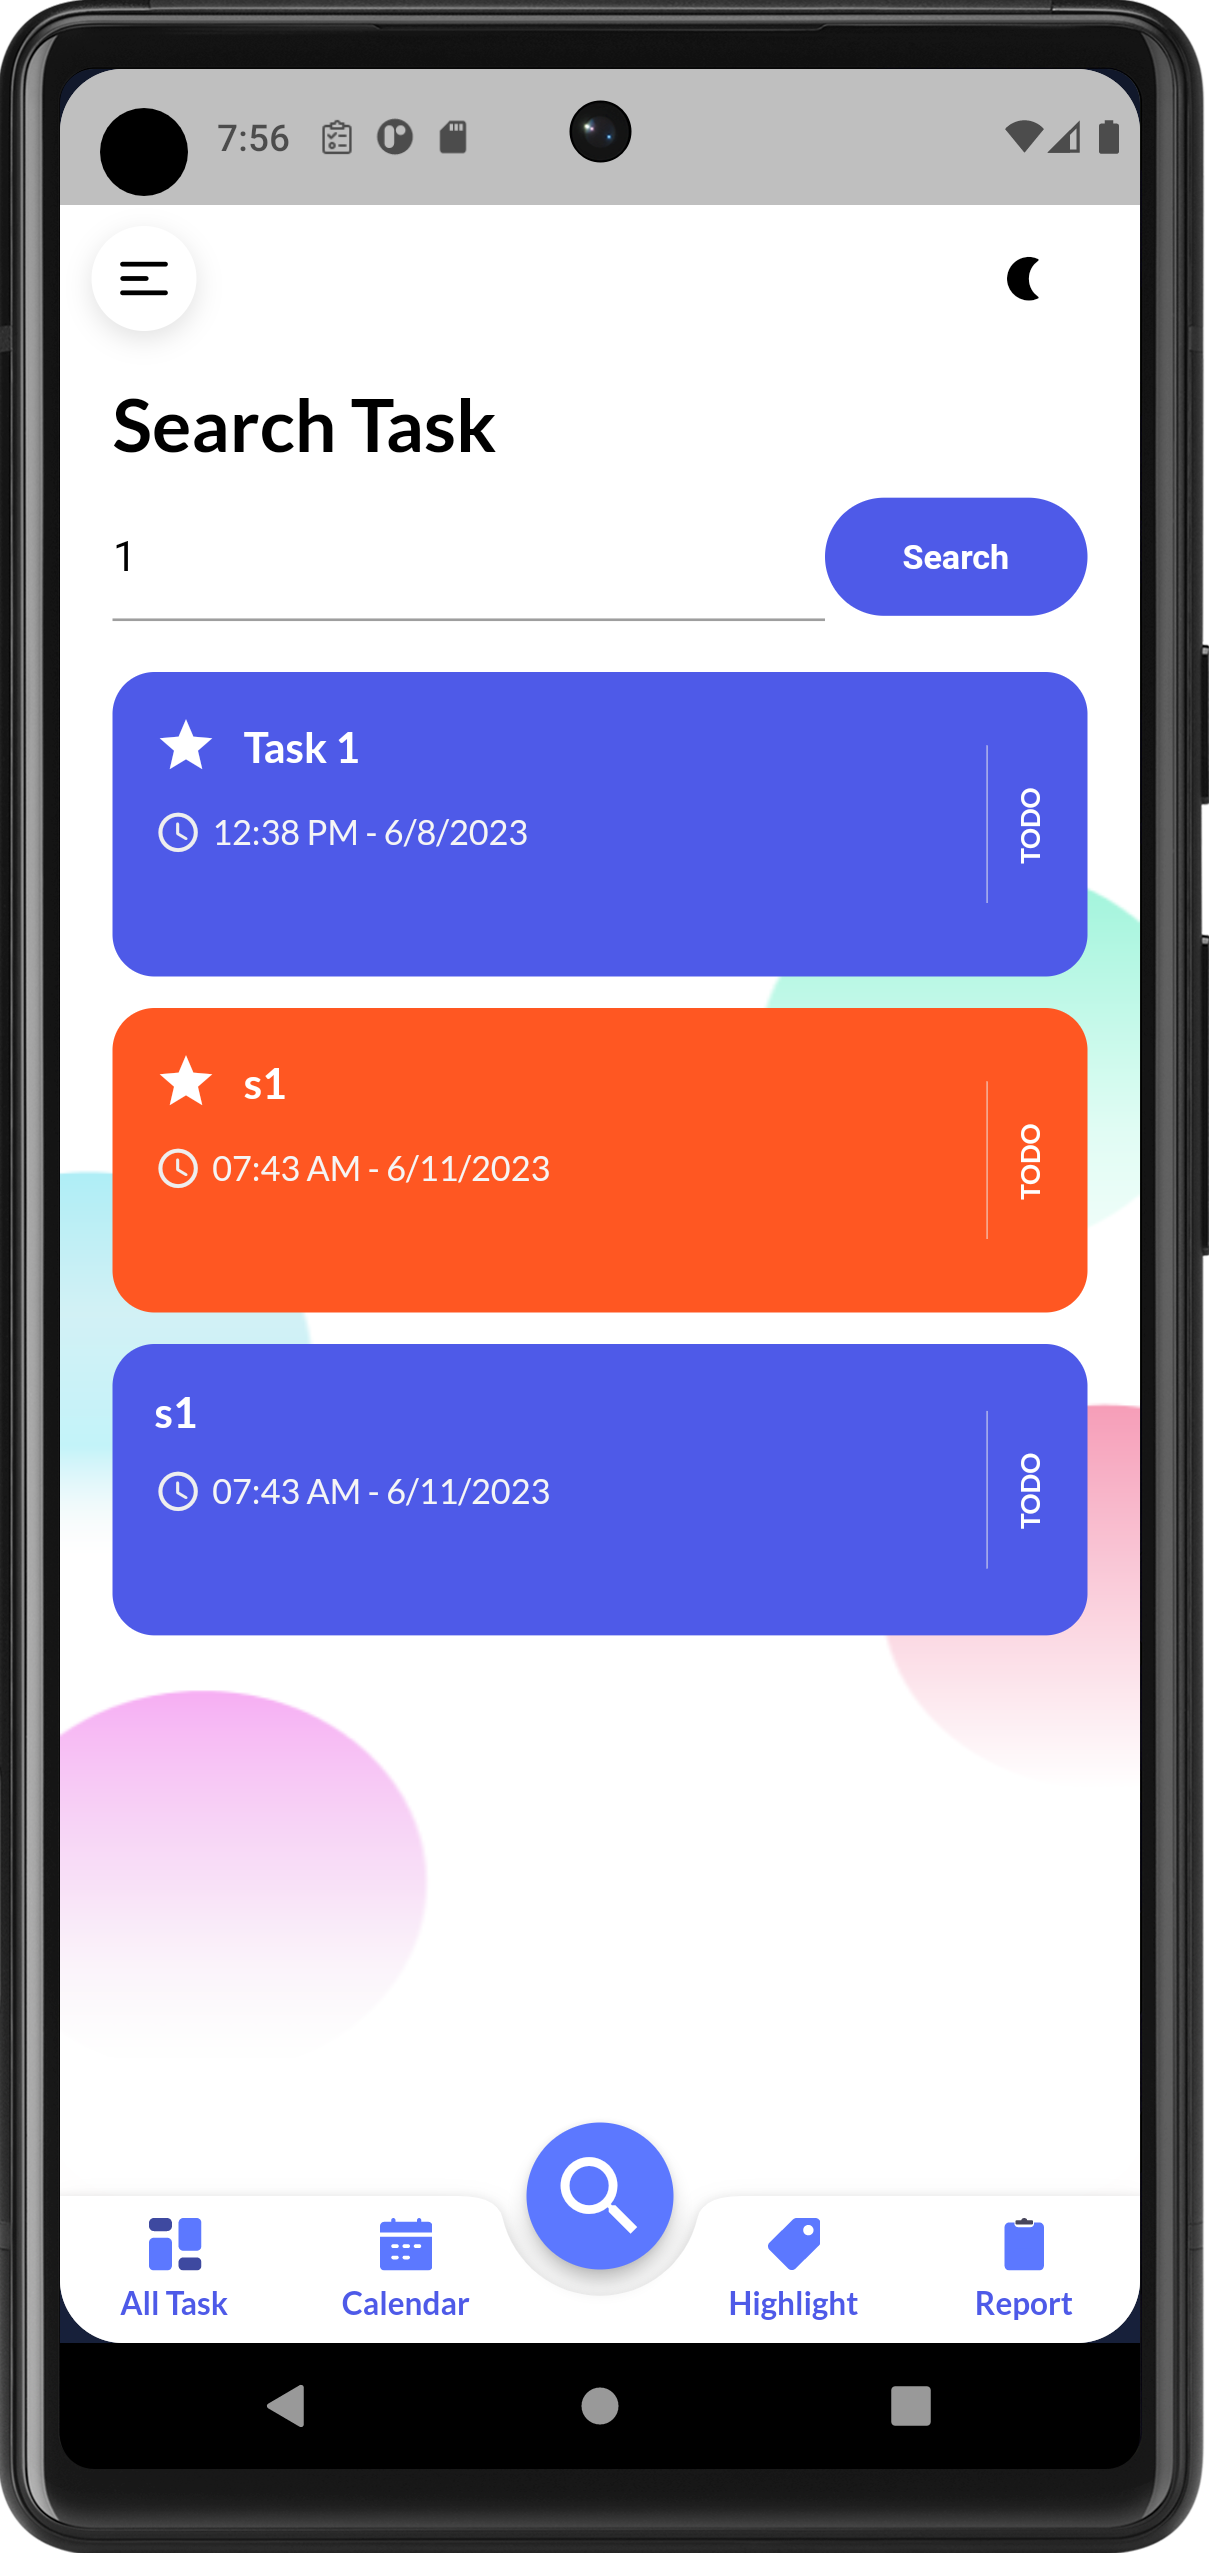 7:56
Search Task
1
Search
Task 1
12:38 PM - 6/8/2023
TODO
s1
07:43 AM - 6/11/2023
TODO
s1
07:43 AM - 6/11/2023
TODO
All Task
Calendar
Highlight
Report